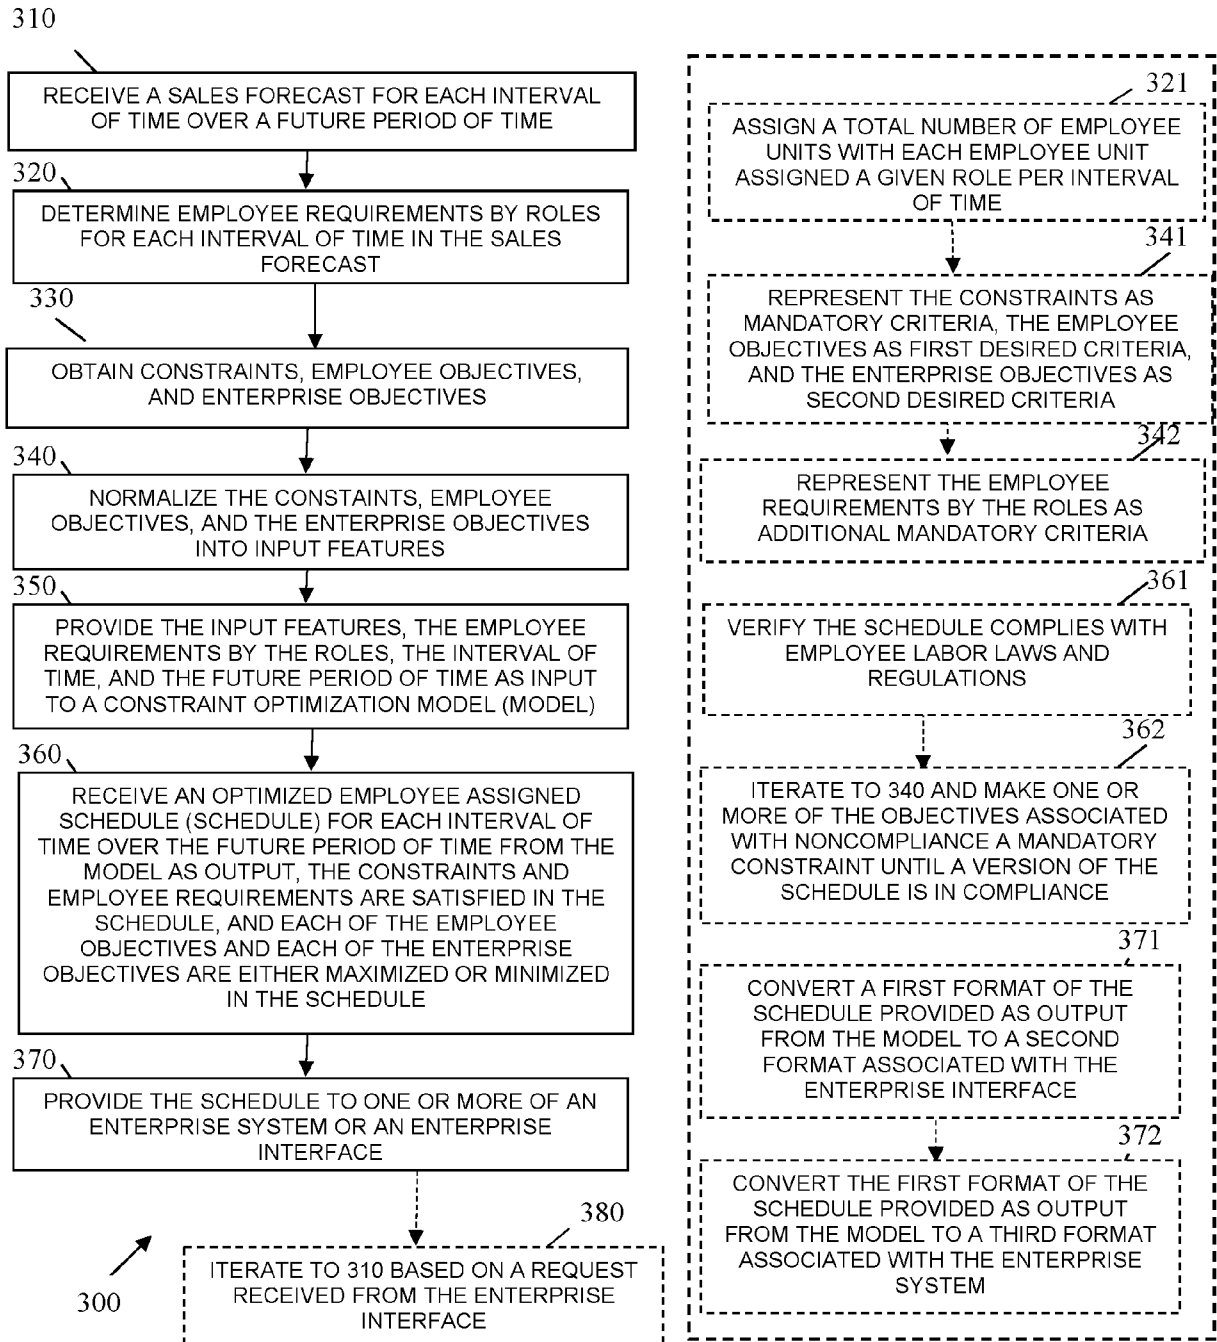 310
RECEIVE A SALES FORECAST FOR EACH INTERVAL
OF TIME OVER A FUTURE PERIOD OF TIME
320
DETERMINE EMPLOYEE REQUIREMENTS BY ROLES
FOR EACH INTERVAL OF TIME IN THE SALES
FORECAST
330
OBTAIN CONSTRAINTS, EMPLOYEE OBJECTIVES,
AND ENTERPRISE OBJECTIVES
340
NORMALIZE THE CONSTAINTS, EMPLOYEE
OBJECTIVES, AND THE ENTERPRISE OBJECTIVES
INTO INPUT FEATURES
350
PROVIDE THE INPUT FEATURES, THE EMPLOYEE
REQUIREMENTS BY THE ROLES, THE INTERVAL OF
TIME, AND THE FUTURE PERIOD OF TIME AS INPUT
TO A CONSTRAINT OPTIMIZATION MODEL (MODEL)
360
RECEIVE AN OPTIMIZED EMPLOYEE ASSIGNED
SCHEDULE (SCHEDULE) FOR EACH INTERVAL OF
TIME OVER THE FUTURE PERIOD OF TIME FROM THE
MODEL AS OUTPUT, THE CONSTRAINTS AND
EMPLOYEE REQUIREMENTS ARE SATISFIED IN THE
SCHEDULE, AND EACH OF THE EMPLOYEE
OBJECTIVES AND EACH OF THE ENTERPRISE
OBJECTIVES ARE EITHER MAXIMIZED OR MINIMIZED
IN THE SCHEDULE
370
PROVIDE THE SCHEDULE TO ONE OR MORE OF AN
ENTERPRISE SYSTEM OR AN ENTERPRISE
INTERFACE
380
ITERATE TO 310 BASED ON A REQUEST
RECEIVED FROM THE ENTERPRISE
INTERFACE
300
321
ASSIGN A TOTAL NUMBER OF EMPLOYEE
UNITS WITH EACH EMPLOYEE UNIT
ASSIGNED A GIVEN ROLE PER INTERVAL
OF TIME
341
REPRESENT THE CONSTRAINTS AS
MANDATORY CRITERIA, THE EMPLOYEE
OBJECTIVES AS FIRST DESIRED CRITERIA,
AND THE ENTERPRISE OBJECTIVES AS
SECOND DESIRED CRITERIA
342
REPRESENT THE EMPLOYEE
REQUIREMENTS BY THE ROLES AS
ADDITIONAL MANDATORY CRITERIA
361
VERIFY THE SCHEDULE COMPLIES WITH
EMPLOYEE LABOR LAWS AND
REGULATIONS
362
ITERATE TO 340 AND MAKE ONE OR
MORE OF THE OBJECTIVES ASSOCIATED
WITH NONCOMPLIANCE A MANDATORY
CONSTRAINT UNTIL A VERSION OF THE
SCHEDULE IS IN COMPLIANCE
371
CONVERT A FIRST FORMAT OF THE
SCHEDULE PROVIDED AS OUTPUT
FROM THE MODEL TO A SECOND
FORMAT ASSOCIATED WITH THE
ENTERPRISE INTERFACE
372
CONVERT THE FIRST FORMAT OF THE
SCHEDULE PROVIDED AS OUTPUT
FROM THE MODEL TO A THIRD FORMAT
ASSOCIATED WITH THE ENTERPRISE
SYSTEM